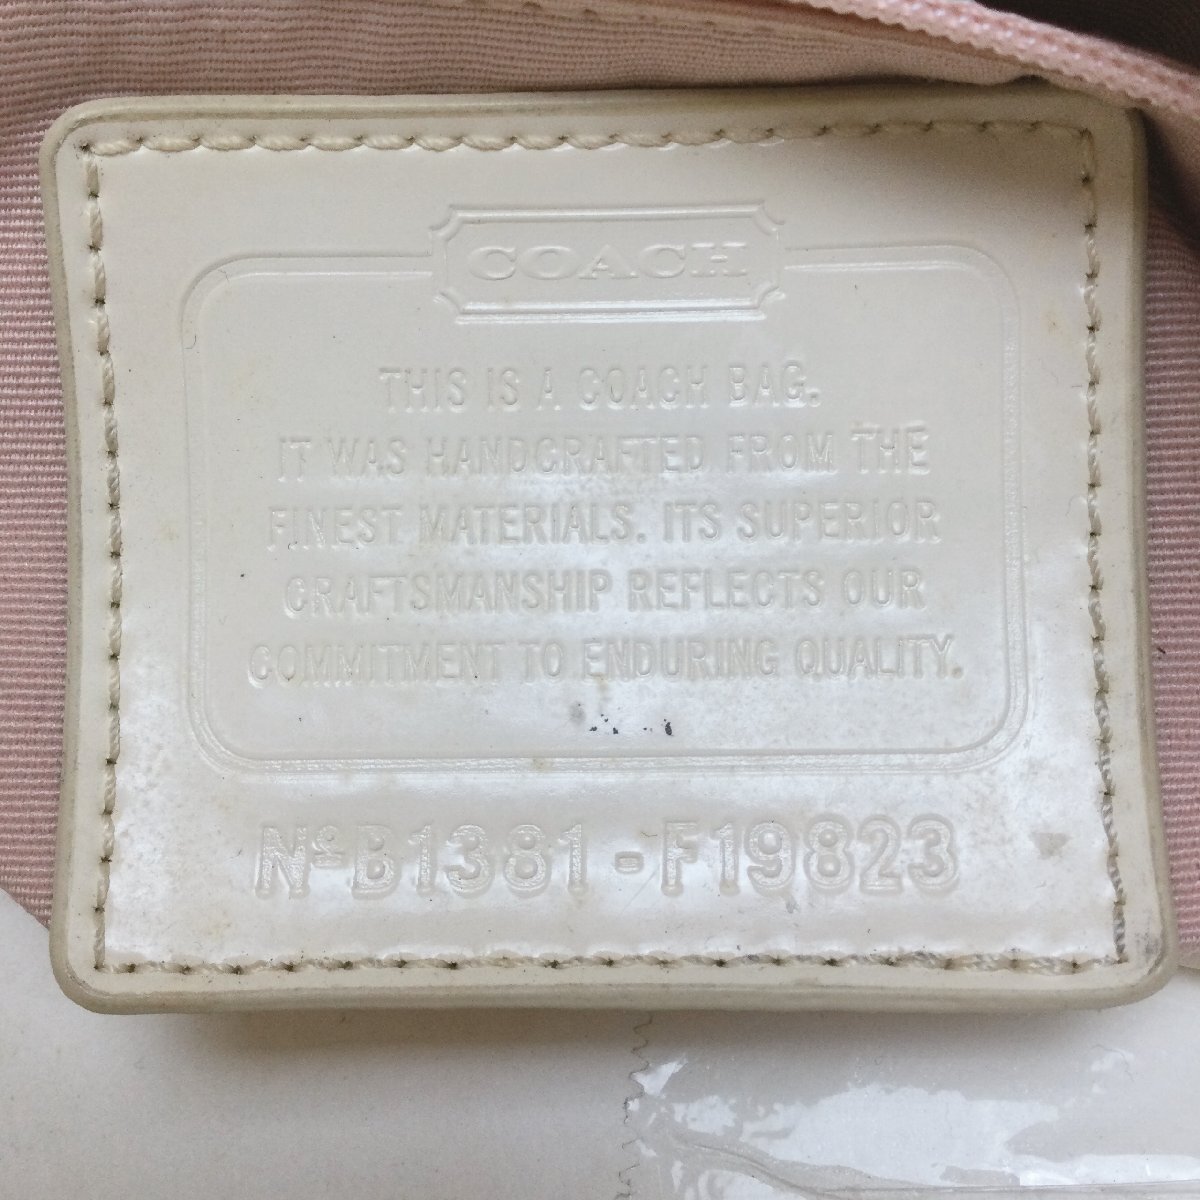 COACH
THIS IS A COACH BAG.
IT WAS HANDCRAFTED FROM THE
FINEST MATERIALS. ITS SUPERIOR
CRAFTSMANSHIP REFLECTS OUR
COMMITMENT TO ENDURING QUALITY.
Nº B1381-F19823